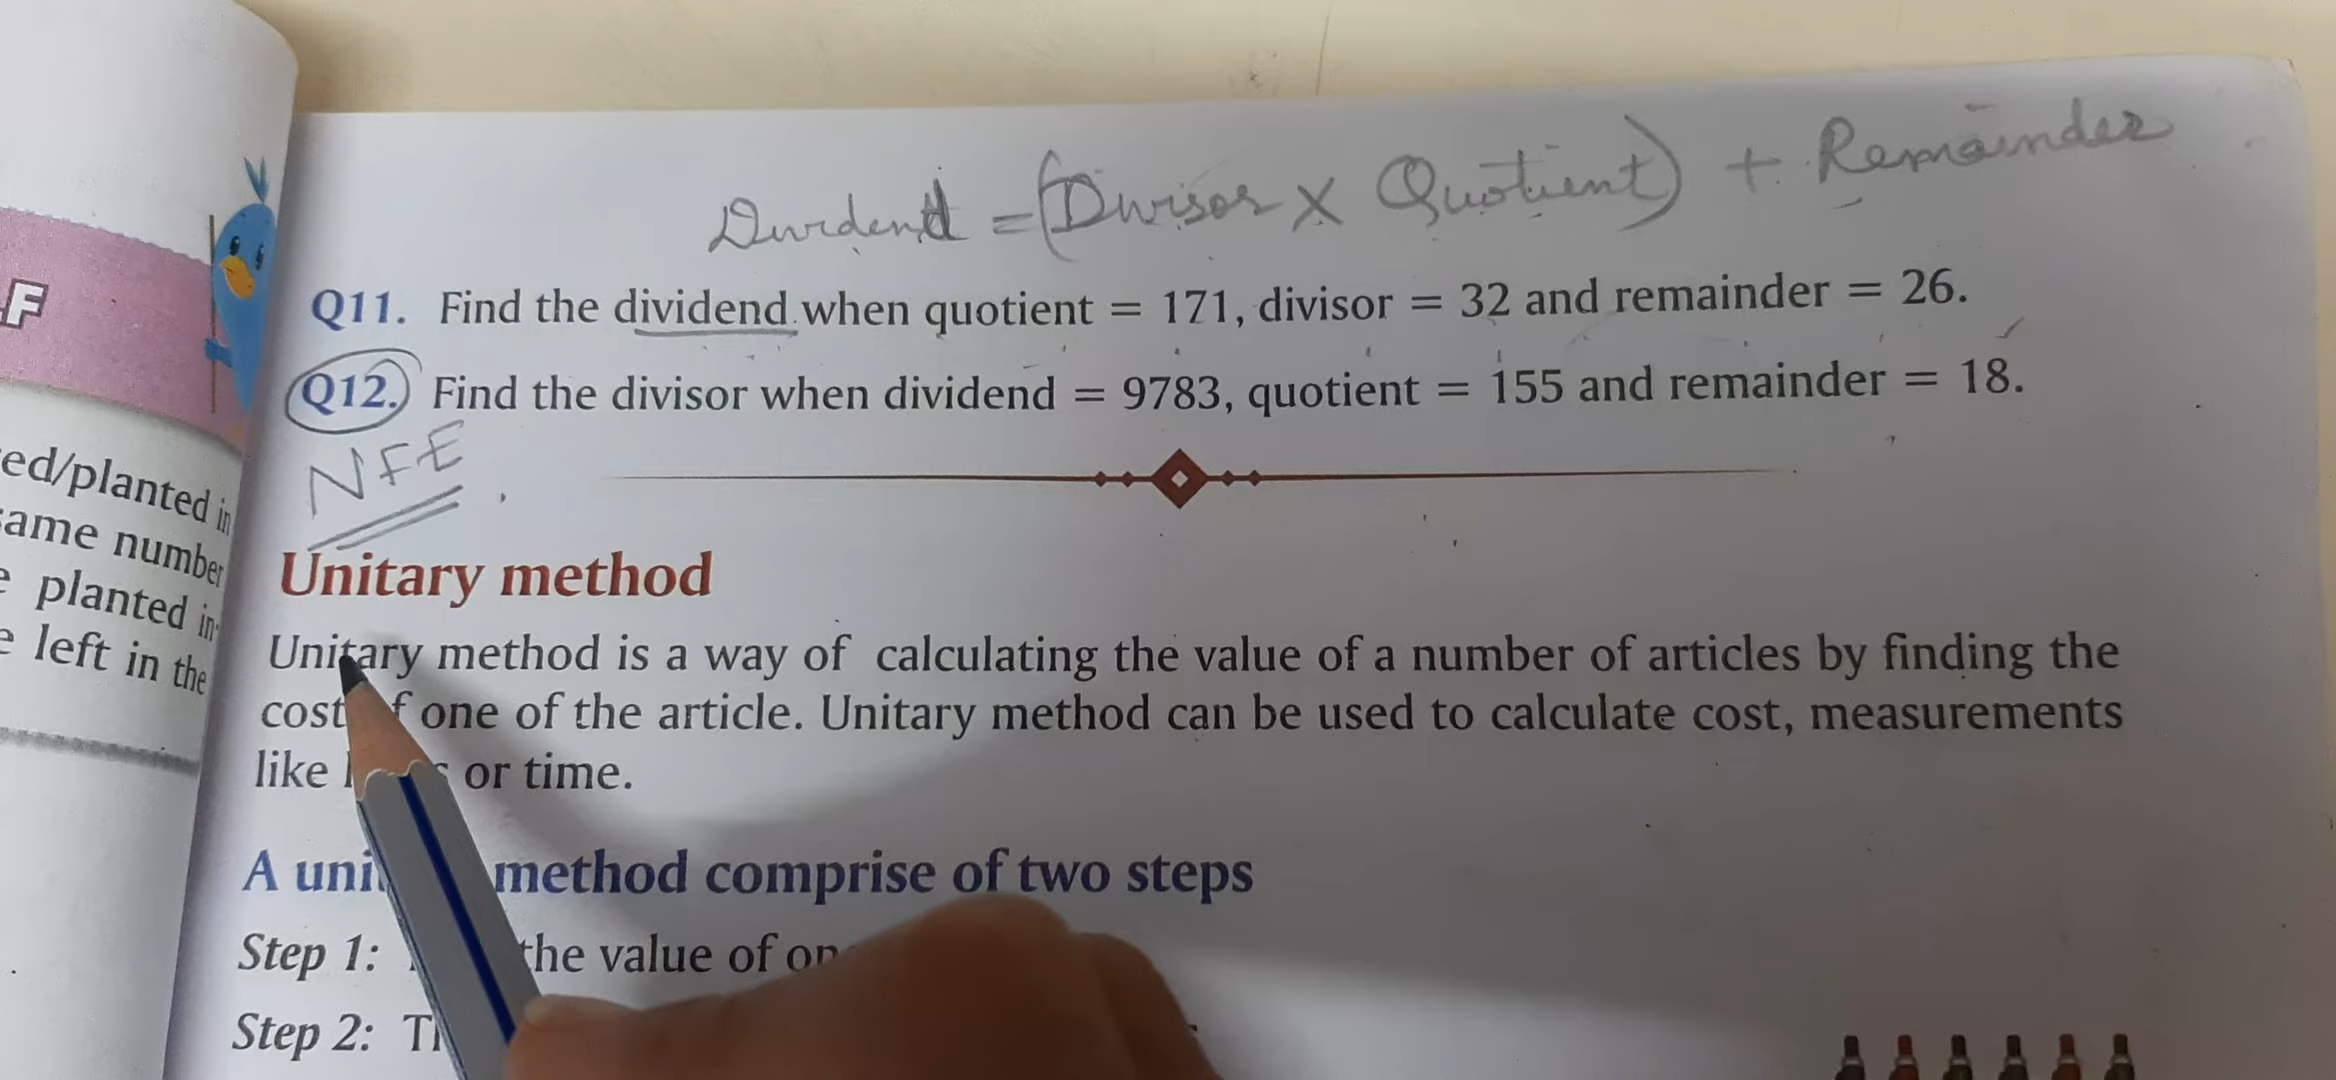 Dividend = (Divisor × Quotient) + Remainder
Q11. Find the dividend when quotient = 171, divisor = 32 and remainder = 26.
Q12. Find the divisor when dividend = 9783, quotient = 155 and remainder = 18.
NFE
Unitary method
Unitary method is a way of calculating the value of a number of articles by finding the
cost of one of the article. Unitary method can be used to calculate cost, measurements
like or time.
A method comprise of two steps
Step 1: the value of
Step 2:
F
ed/planted in
ame number
planted in
left in the